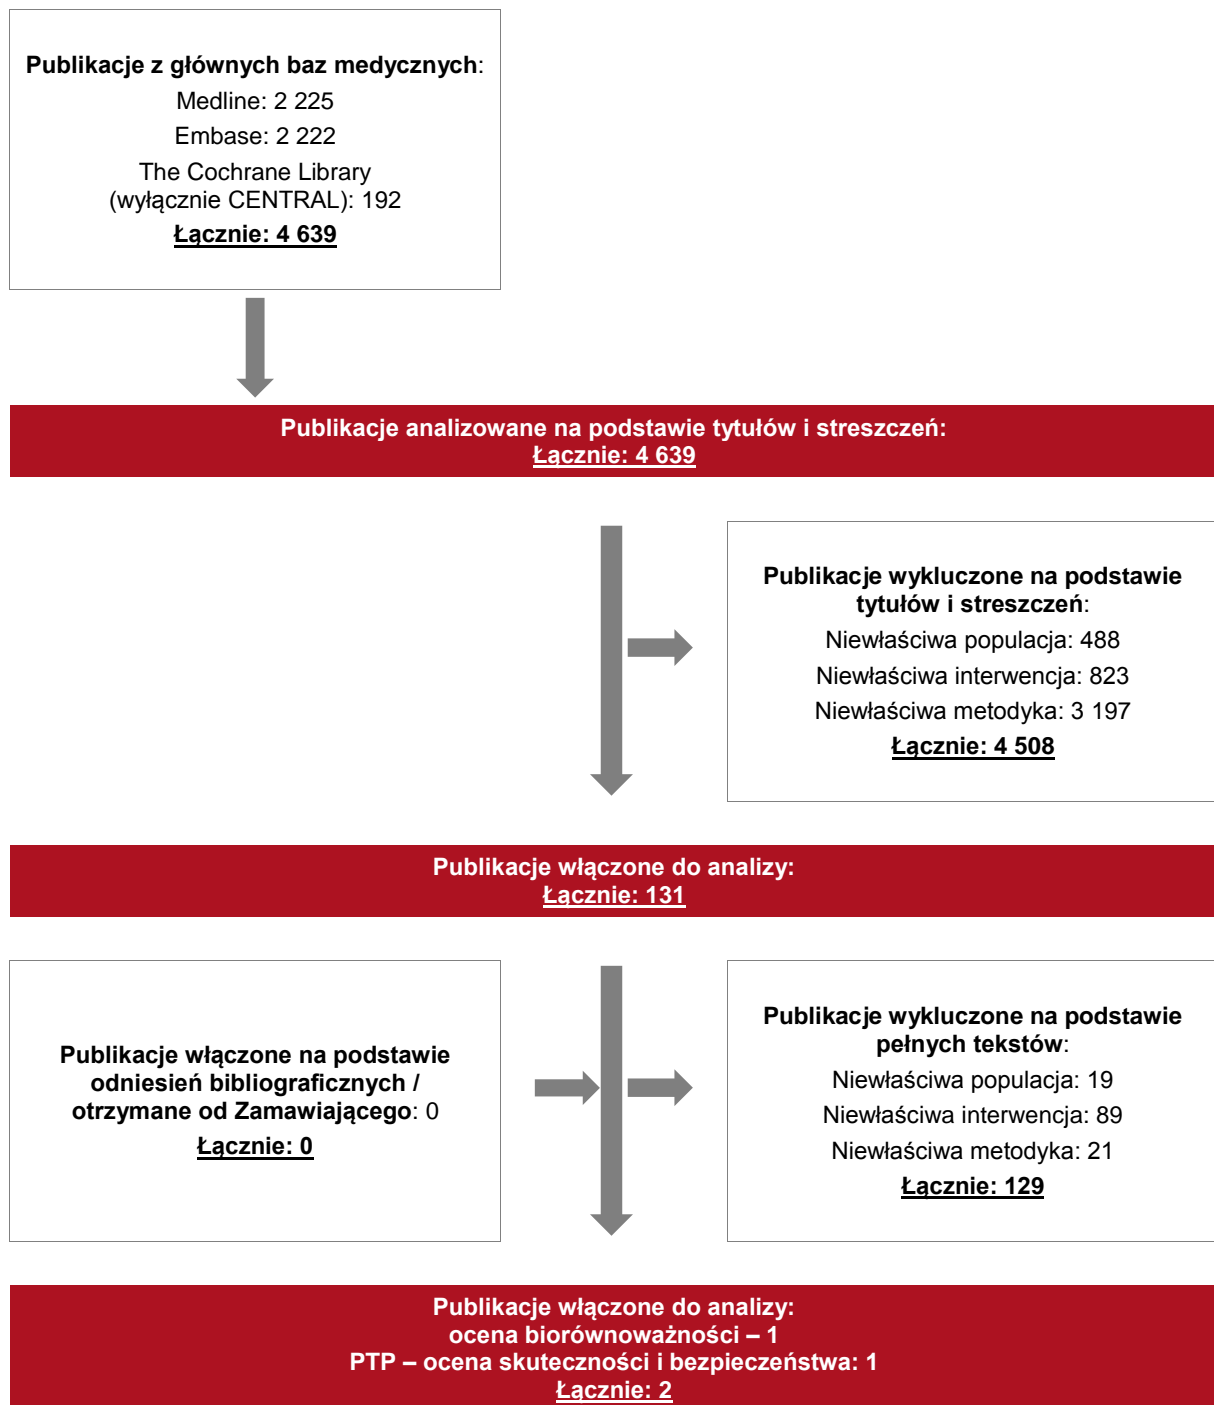 Publikacje z głównych baz medycznych:
Medline: 2 225
Embase: 2 222
The Cochrane Library
(wyłącznie CENTRAL): 192
Łącznie: 4 639
Publikacje analizowane na podstawie tytułów i streszczeń:
Łącznie: 4 639
Publikacje wykluczone na podstawie
tytułów i streszczeń:
Niewłaściwa populacja: 488
Niewłaściwa interwencja: 823
Niewłaściwa metodyka: 3 197
Łącznie: 4 508
Publikacje włączone do analizy:
Łącznie: 131
Publikacje włączone na podstawie
odniesień bibliograficznych /
otrzymane od Zamawiającego: 0
Łącznie: 0
Publikacje wykluczone na podstawie
pełnych tekstów:
Niewłaściwa populacja: 19
Niewłaściwa interwencja: 89
Niewłaściwa metodyka: 21
Łącznie: 129
Publikacje włączone do analizy:
ocena biorównoważności – 1
PTP – ocena skuteczności i bezpieczeństwa: 1
Łącznie: 2